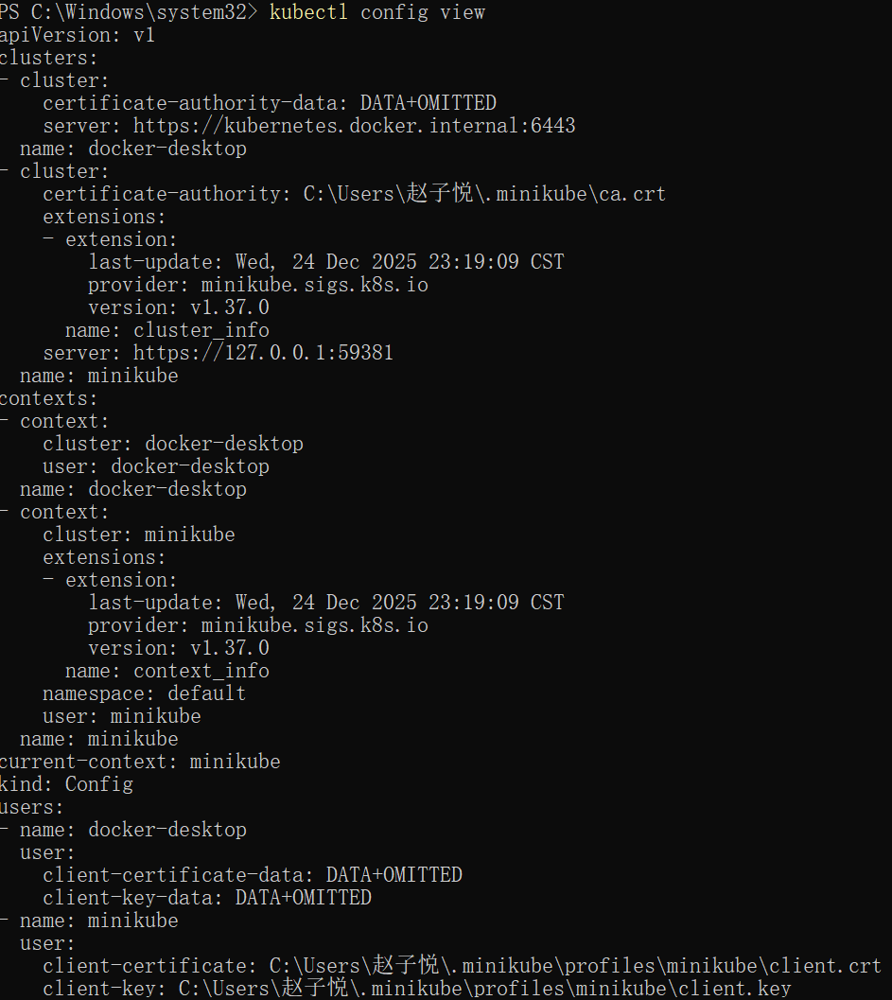 PS C:\Windows\system32> kubectl config view
apiVersion: v1
clusters:
- cluster:
    certificate-authority-data: DATA+OMITTED
    server: https://kubernetes.docker.internal:6443
  name: docker-desktop
- cluster:
    certificate-authority: C:\Users\赵子悦\.minikube\ca.crt
    extensions:
    - extension:
        last-update: Wed, 24 Dec 2025 23:19:09 CST
        provider: minikube.sigs.k8s.io
        version: v1.37.0
      name: cluster_info
    server: https://127.0.0.1:59381
  name: minikube
contexts:
- context:
    cluster: docker-desktop
    user: docker-desktop
  name: docker-desktop
- context:
    cluster: minikube
    extensions:
    - extension:
        last-update: Wed, 24 Dec 2025 23:19:09 CST
        provider: minikube.sigs.k8s.io
        version: v1.37.0
      name: context_info
    namespace: default
    user: minikube
  name: minikube
current-context: minikube
kind: Config
users:
- name: docker-desktop
  user:
    client-certificate-data: DATA+OMITTED
    client-key-data: DATA+OMITTED
- name: minikube
  user:
    client-certificate: C:\Users\赵子悦\.minikube\profiles\minikube\client.crt
    client-key: C:\Users\赵子悦\.minikube\profiles\minikube\client.key